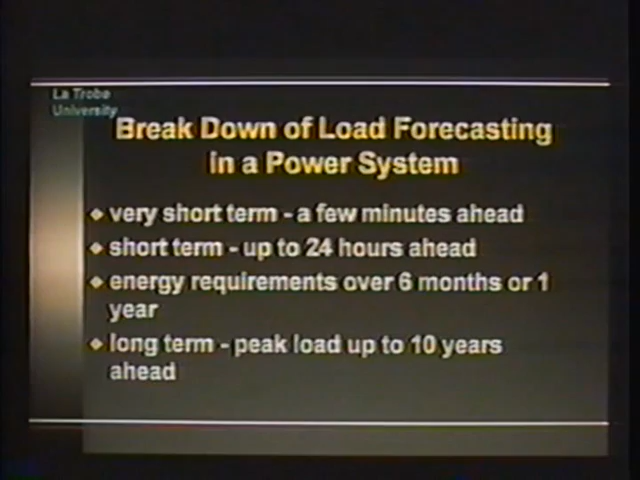 La Trobe
University
Break Down of Load Forecasting
in a Power System
very short term - a few minutes ahead
short term - up to 24 hours ahead
energy requirements over 6 months or 1
year
long term - peak load up to 10 years
ahead